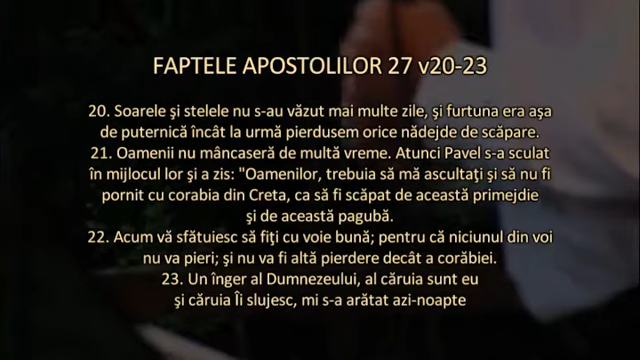 FAPTELE APOSTOLILOR 27 v20-23
20. Soarele şi stelele nu s-au văzut mai multe zile, şi furtuna era aşa
de puternică încât la urmă pierdusem orice nădejde de scăpare.
21. Oamenii nu mâncaseră de multă vreme. Atunci Pavel s-a sculat
în mijlocul lor şi a zis: "Oamenilor, trebuia să mă ascultaţi şi să nu fi
pornit cu corabia din Creta, ca să fi scăpat de această primejdie
şi de această pagubă.
22. Acum vă sfătuiesc să fiţi cu voie bună; pentru că niciunul din voi
nu va pieri; şi nu va fi altă pierdere decât a corăbiei.
23. Un înger al Dumnezeului, al căruia sunt eu
şi căruia Îi slujesc, mi s-a arătat azi-noapte